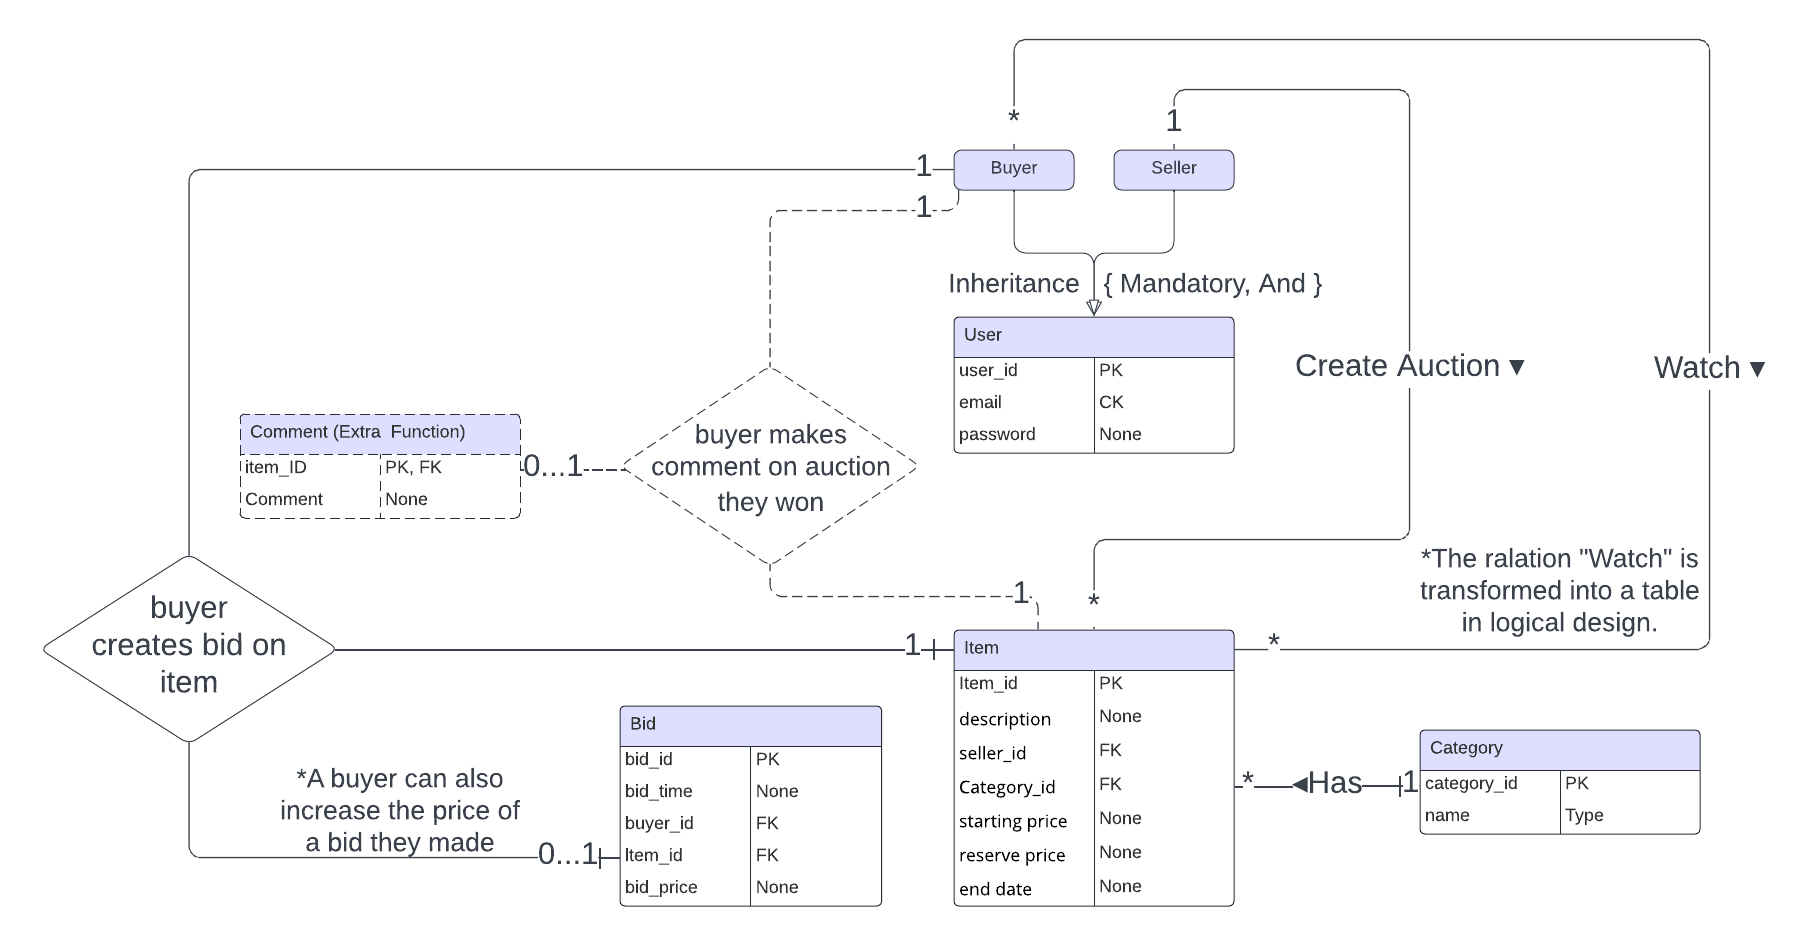 *
1
1
Buyer
Seller
1
Inheritance
{ Mandatory, And }
User
user_id PK
email CK
password None
Create Auction ▼
Watch ▼
Comment (Extra Function)
item_ID PK, FK
Comment None
0...1
buyer makes
comment on auction
they won
1
*
*The ralation "Watch" is
transformed into a table
in logical design.
buyer
creates bid on
item
1
Item
*
Item_id PK
description None
seller_id FK
Category_id FK
starting price None
reserve price None
end date None
Bid
bid_id PK
bid_time None
buyer_id FK
Item_id FK
bid_price None
*A buyer can also
increase the price of
a bid they made
0...1
*
◀Has
1
Category
category_id PK
name Type